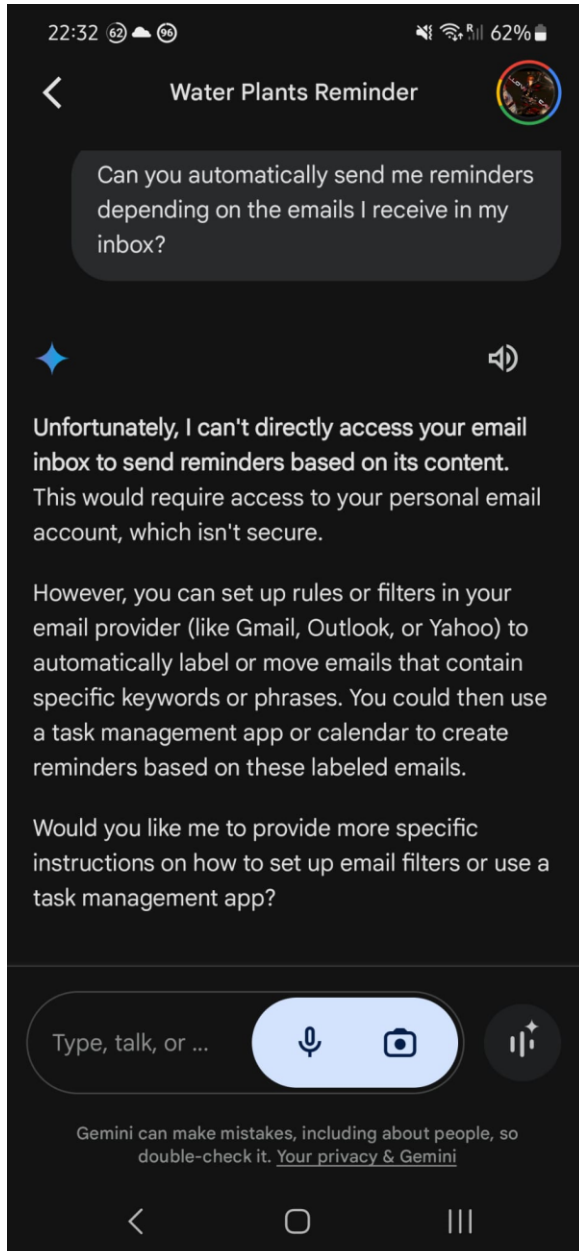 22:32 62 96 R 62%
Water Plants Reminder
Can you automatically send me reminders
depending on the emails I receive in my
inbox?
Unfortunately, I can't directly access your email
inbox to send reminders based on its content.
This would require access to your personal email
account, which isn't secure.
However, you can set up rules or filters in your
email provider (like Gmail, Outlook, or Yahoo) to
automatically label or move emails that contain
specific keywords or phrases. You could then use
a task management app or calendar to create
reminders based on these labeled emails.
Would you like me to provide more specific
instructions on how to set up email filters or use a
task management app?
Type, talk, or ...
Gemini can make mistakes, including about people, so
double-check it. Your privacy & Gemini